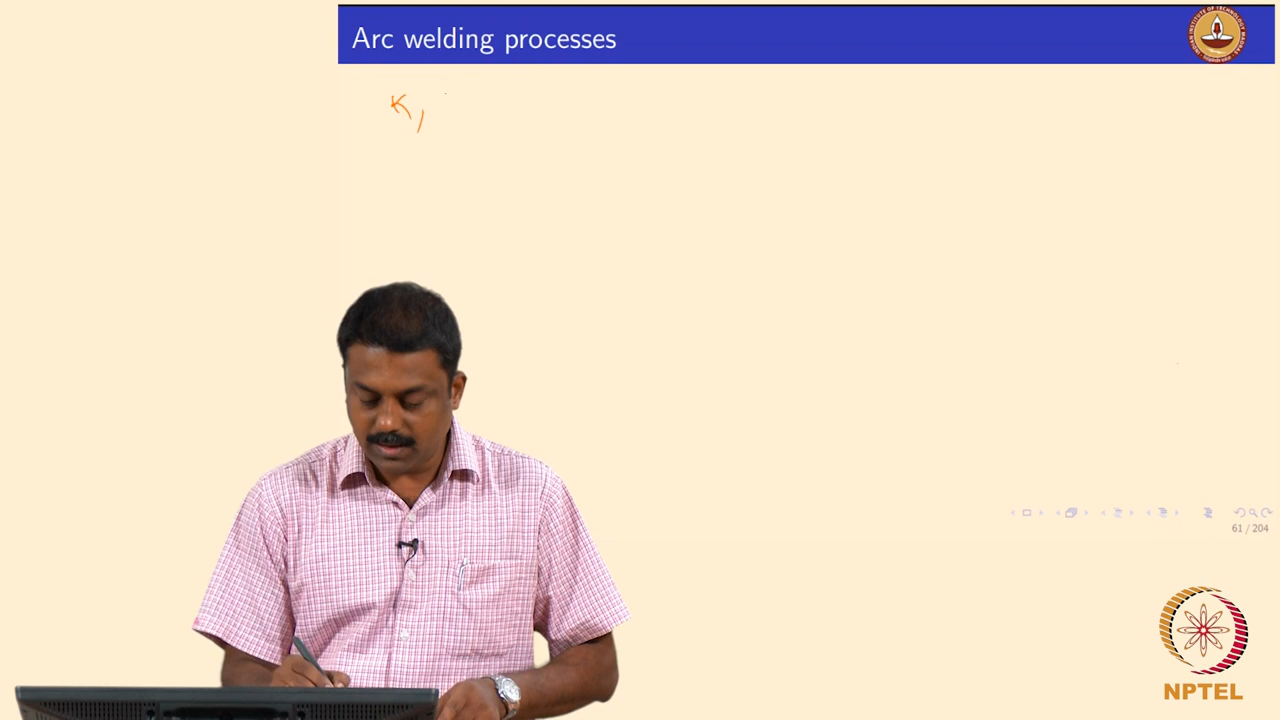 Arc welding processes
K,
61 / 204
NPTEL